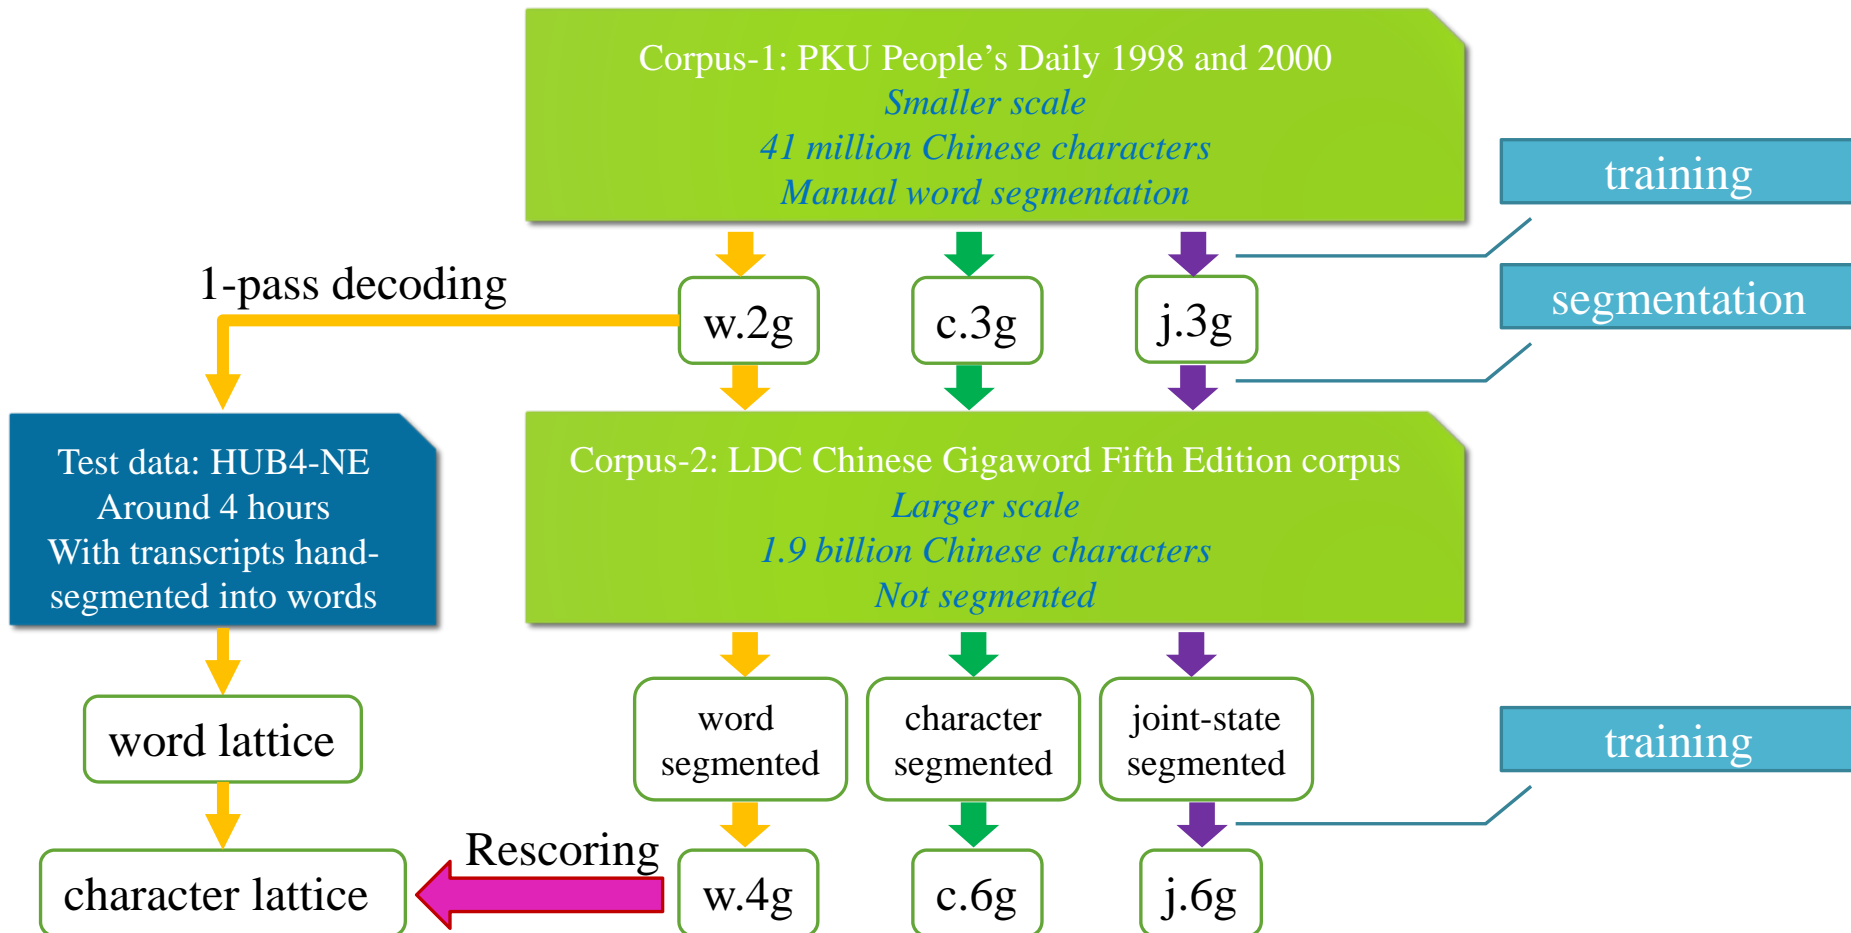 Corpus-1: PKU People’s Daily 1998 and 2000
Smaller scale
41 million Chinese characters
Manual word segmentation
training
1-pass decoding
segmentation
w.2g
c.3g
j.3g
Test data: HUB4-NE
Around 4 hours
With transcripts hand-
segmented into words
Corpus-2: LDC Chinese Gigaword Fifth Edition corpus
Larger scale
1.9 billion Chinese characters
Not segmented
word lattice
word
segmented
character
segmented
joint-state
segmented
training
Rescoring
character lattice
w.4g
c.6g
j.6g